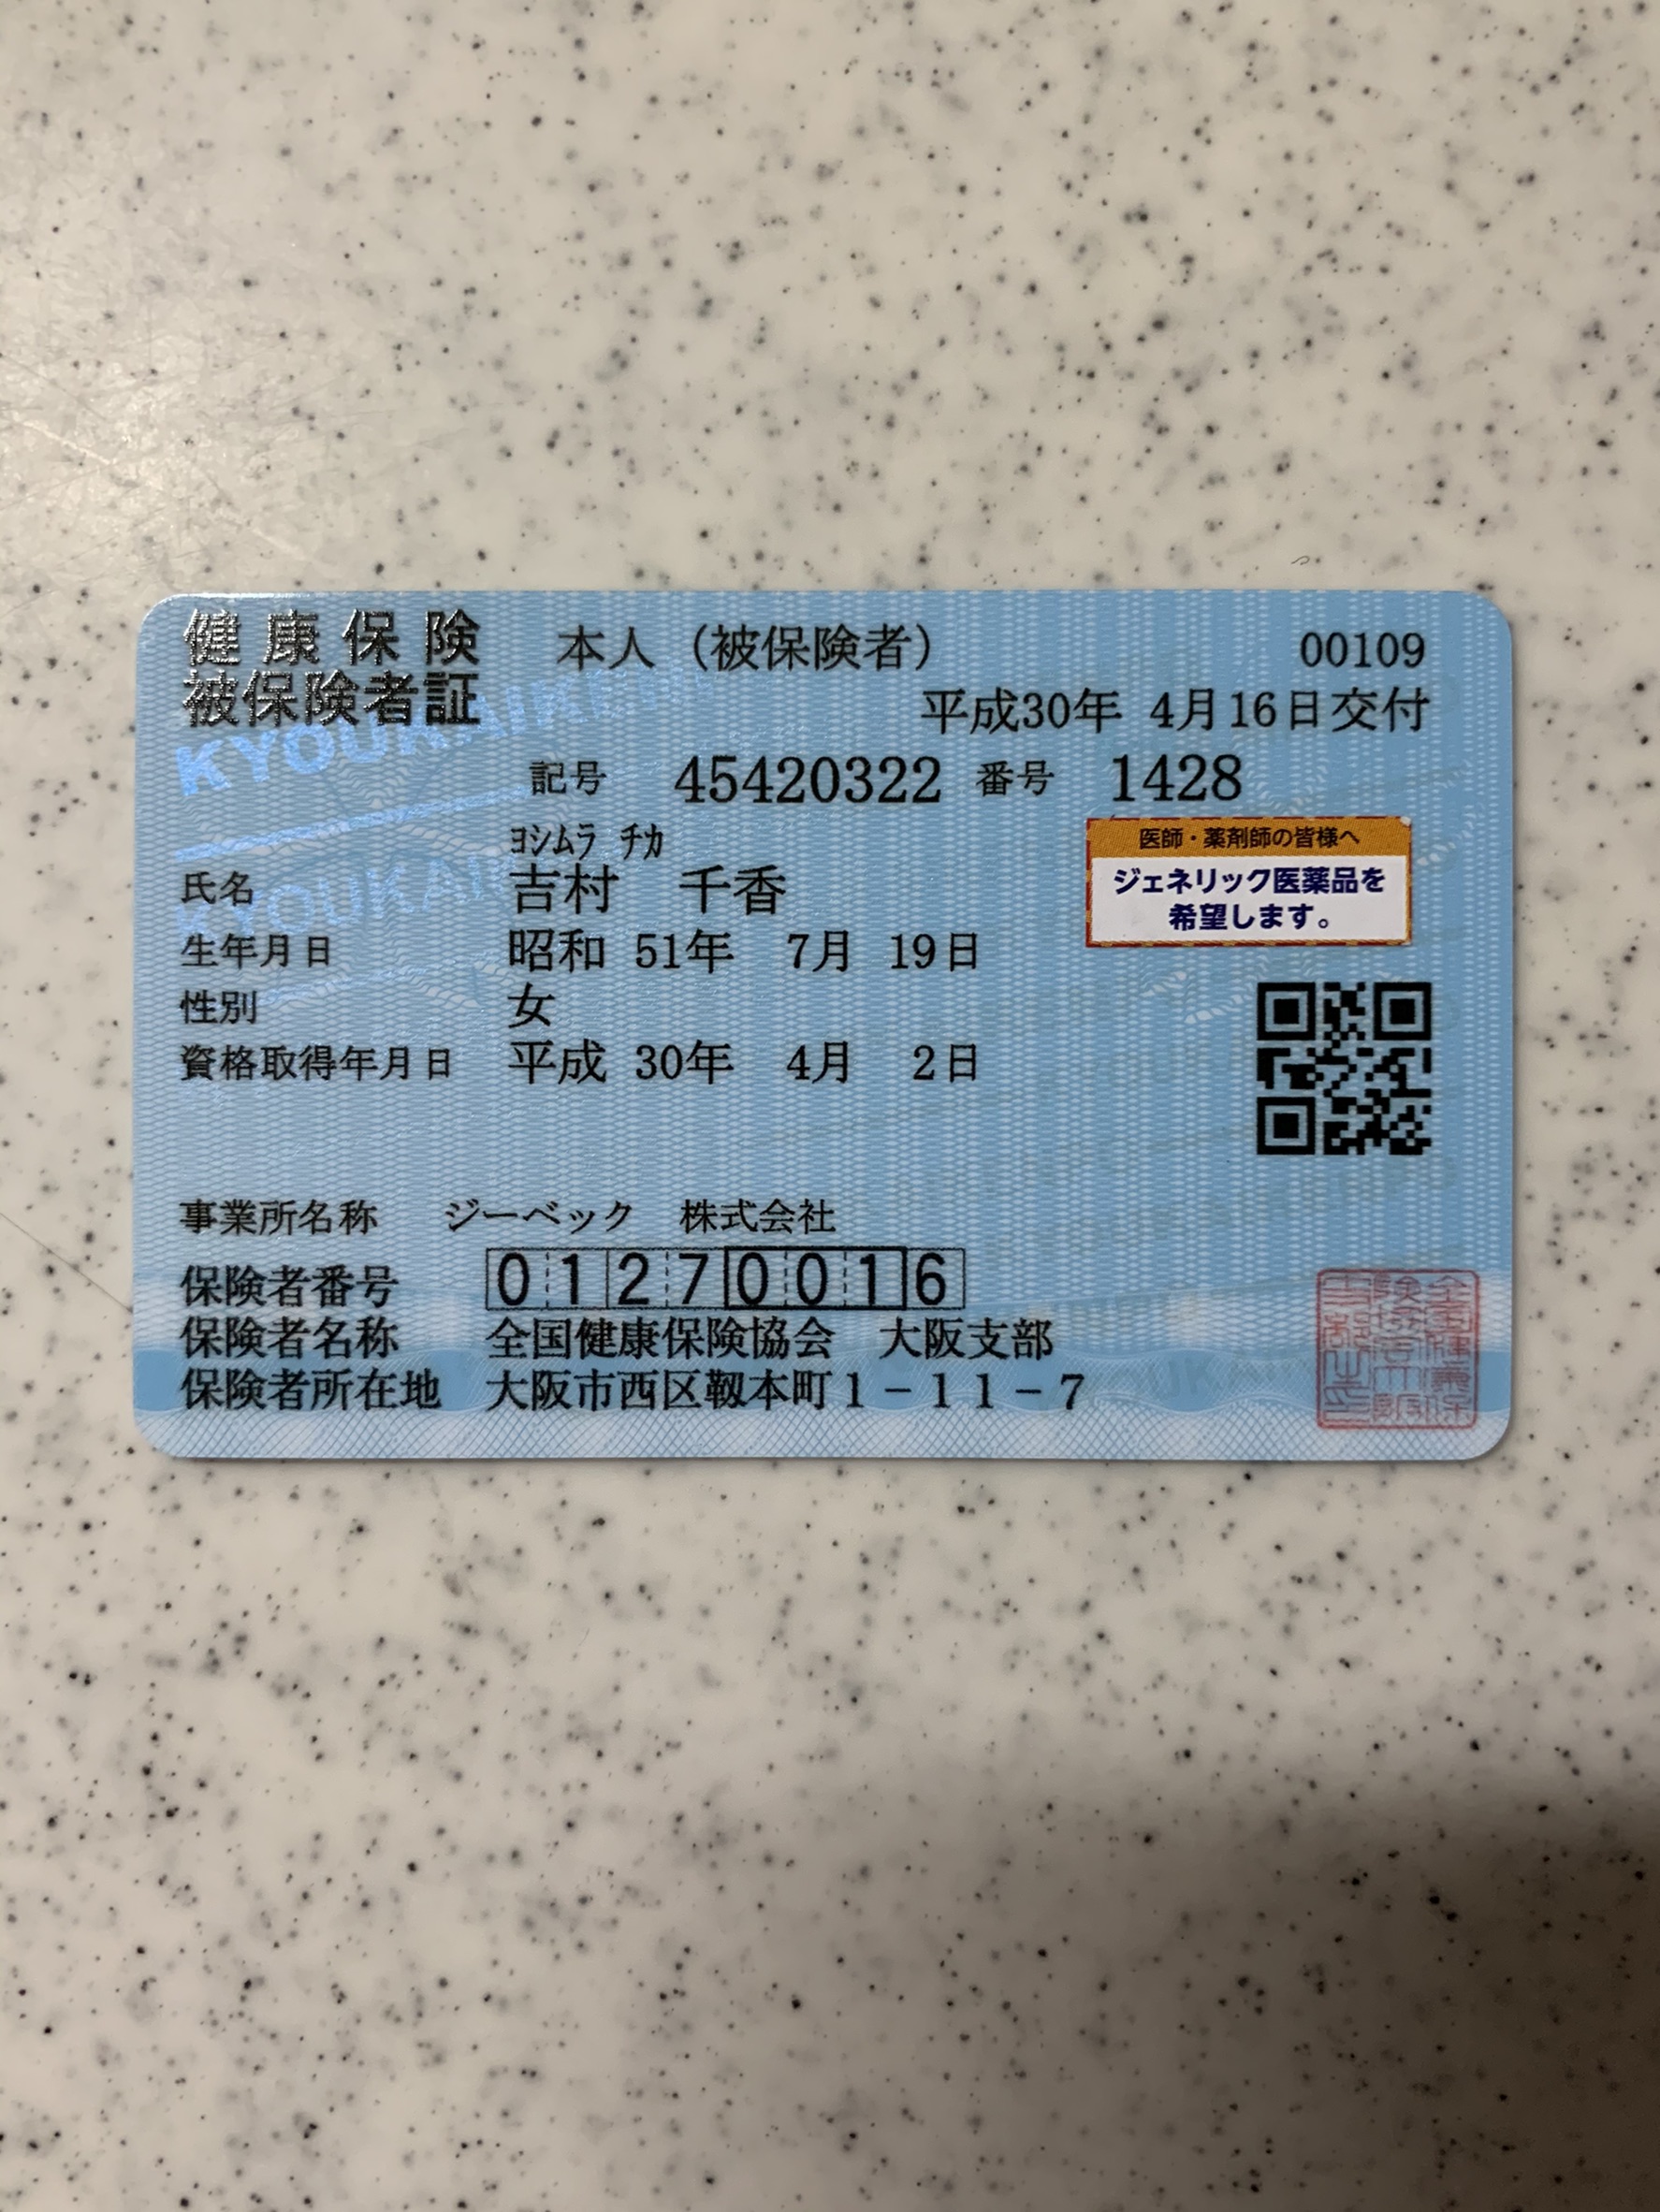 健康保険 本人（被保険者） 00109
被保険者証 平成30年 4月16日交付
記号 45420322 番号 1428
ﾖｼﾑﾗ ﾁｶ
氏名 吉村 千香
医師・薬剤師の皆様へ
ジェネリック医薬品を
希望します。
生年月日 昭和 51年 7月 19日
性別 女
資格取得年月日 平成 30年 4月 2日
事業所名称 ジーベック 株式会社
保険者番号 01270016
保険者名称 全国健康保険協会 大阪支部
保険者所在地 大阪市西区靱本町1－11－7